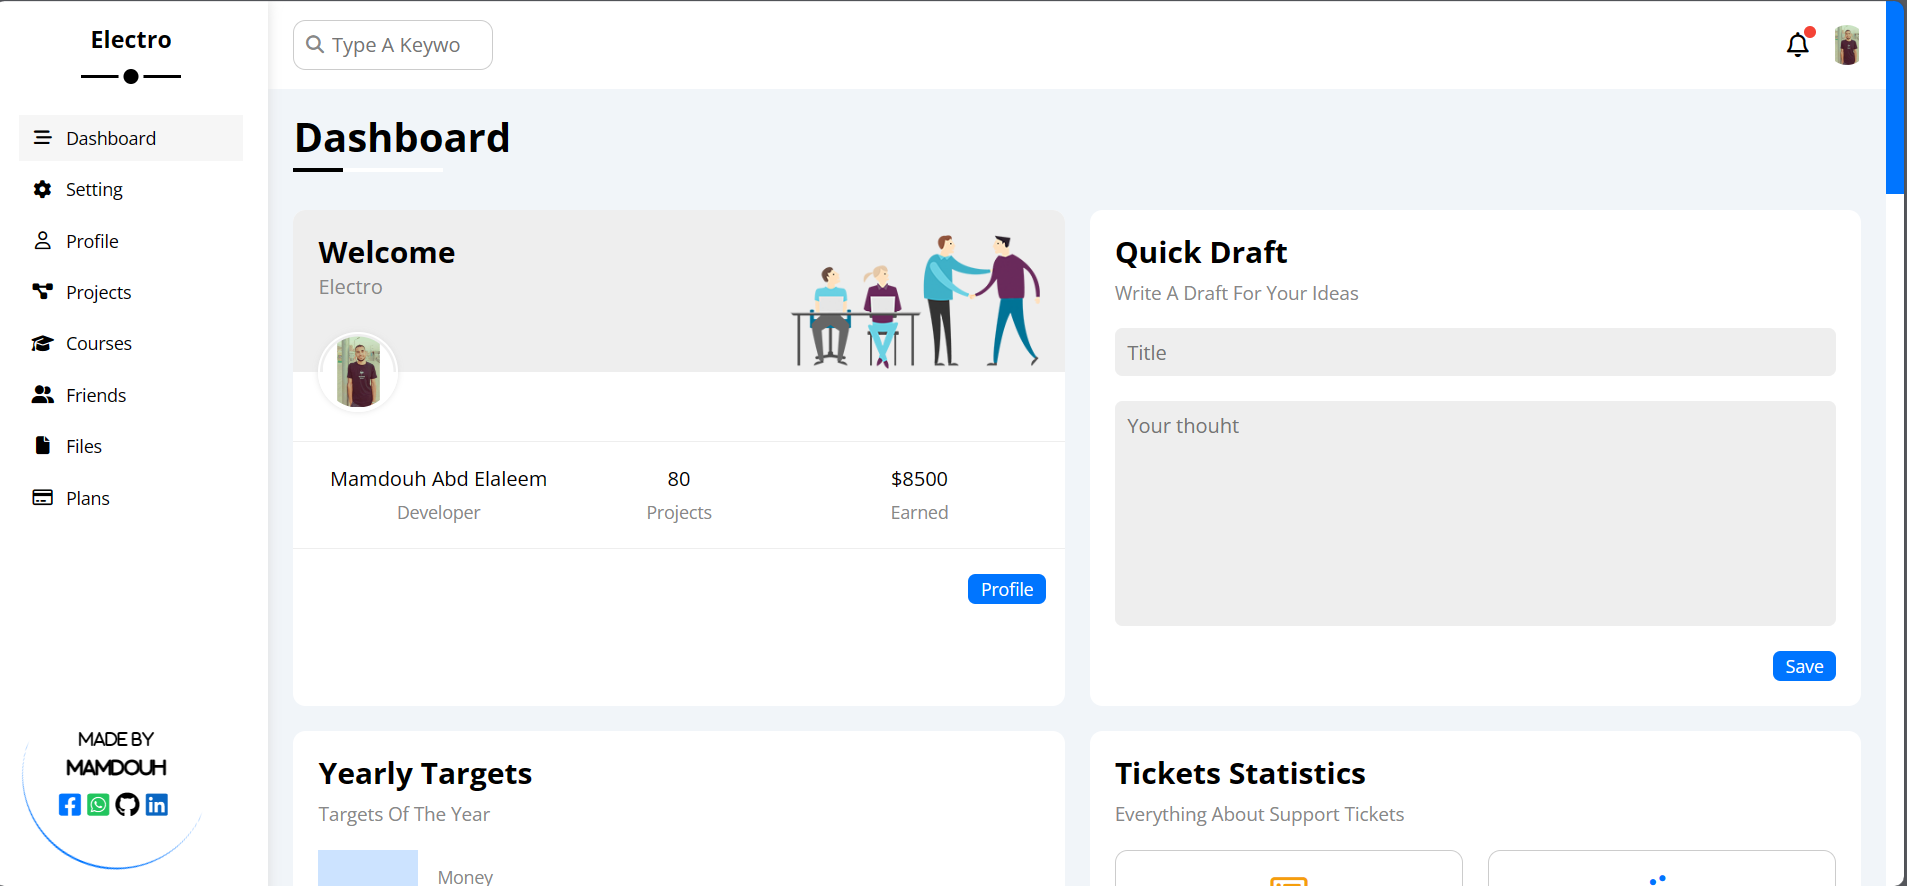 Electro
Dashboard
Setting
Profile
Projects
Courses
Friends
Files
Plans
MADE BY
MAMDOUH
Type A Keywo
Dashboard
Welcome
Electro
Mamdouh Abd Elaleem
Developer
80
Projects
$8500
Earned
Profile
Quick Draft
Write A Draft For Your Ideas
Title
Your thouht
Save
Yearly Targets
Targets Of The Year
Money
Tickets Statistics
Everything About Support Tickets